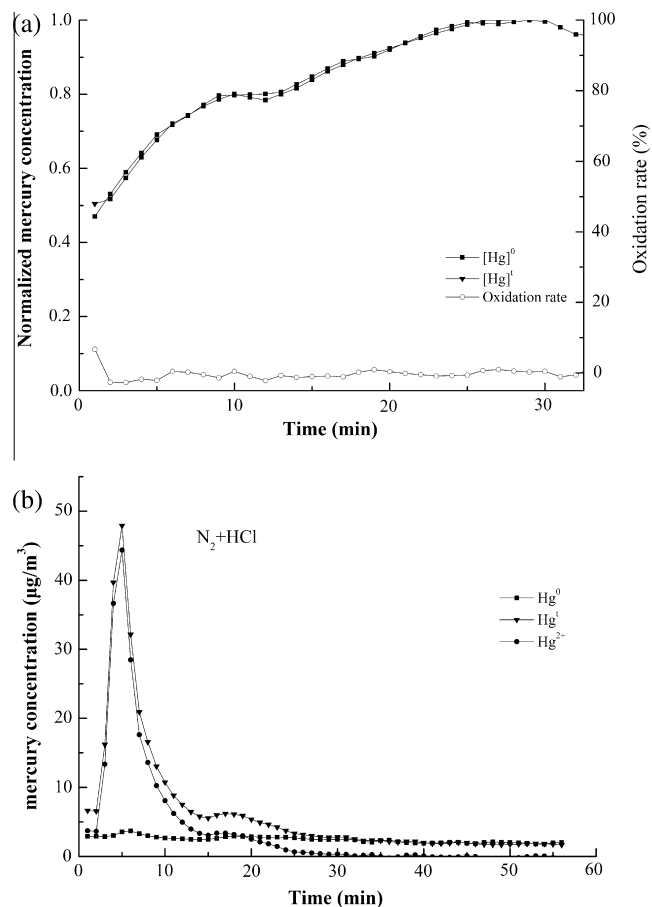 (a)
1.0
0.8
0.6
0.4
0.2
0.0
Normalized mercury concentration
100
80
60
40
20
0
Oxidation rate (%)
[Hg]⁰
[Hg]ᵗ
Oxidation rate
0 10 20 30
Time (min)
(b)
50
40
30
20
10
0
mercury concentration (μg/m³)
N₂+HCl
Hg⁰
Hgᵗ
Hg²⁺
0 10 20 30 40 50 60
Time (min)